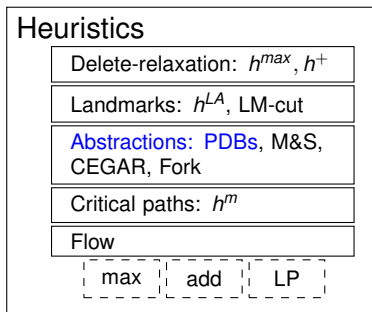 Heuristics
Delete-relaxation: h^max, h^+
Landmarks: h^LA, LM-cut
Abstractions: PDBs, M&S,
CEGAR, Fork
Critical paths: h^m
Flow
max add LP